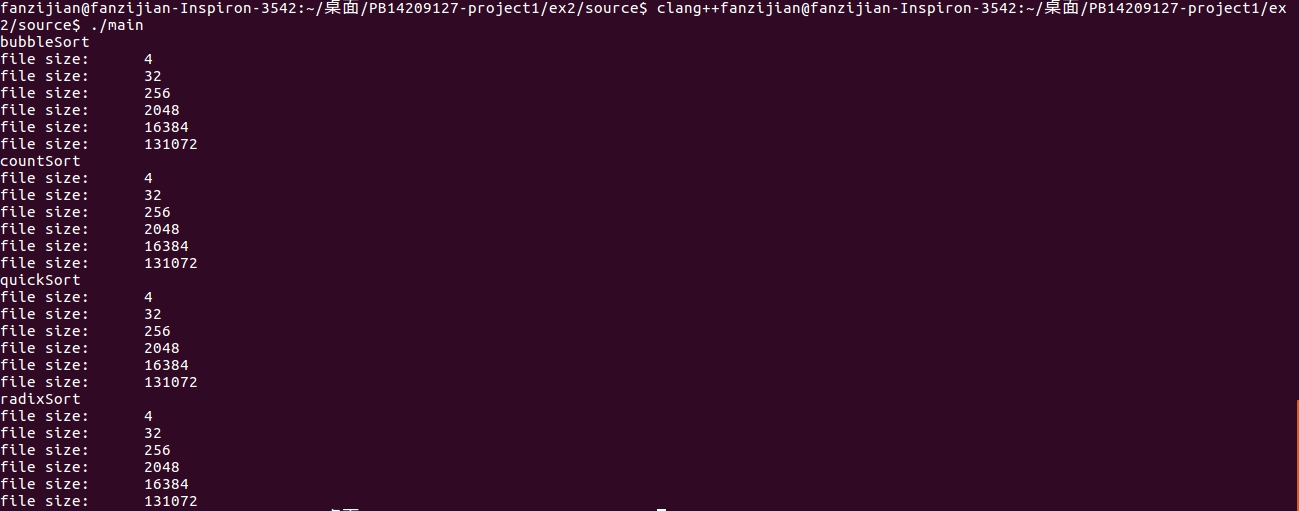 fanzijian@fanzijian-Inspiron-3542:~/桌面/PB14209127-project1/ex2/source$ clang++fanzijian@fanzijian-Inspiron-3542:~/桌面/PB14209127-project1/ex
2/source$ ./main
bubbleSort
file size:      4
file size:      32
file size:      256
file size:      2048
file size:      16384
file size:      131072
countSort
file size:      4
file size:      32
file size:      256
file size:      2048
file size:      16384
file size:      131072
quickSort
file size:      4
file size:      32
file size:      256
file size:      2048
file size:      16384
file size:      131072
radixSort
file size:      4
file size:      32
file size:      256
file size:      2048
file size:      16384
file size:      131072